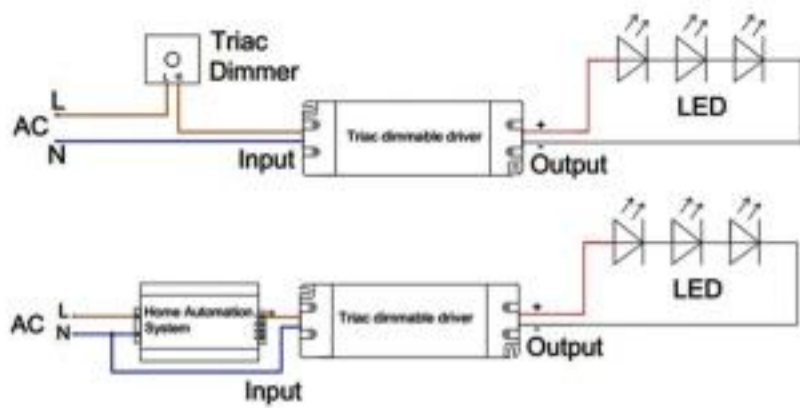 Triac
Dimmer
L
AC
N
Input
Triac dimmable driver
+
-
Output
LED
L
AC
N
Home Automation
System
Input
Triac dimmable driver
+
-
Output
LED